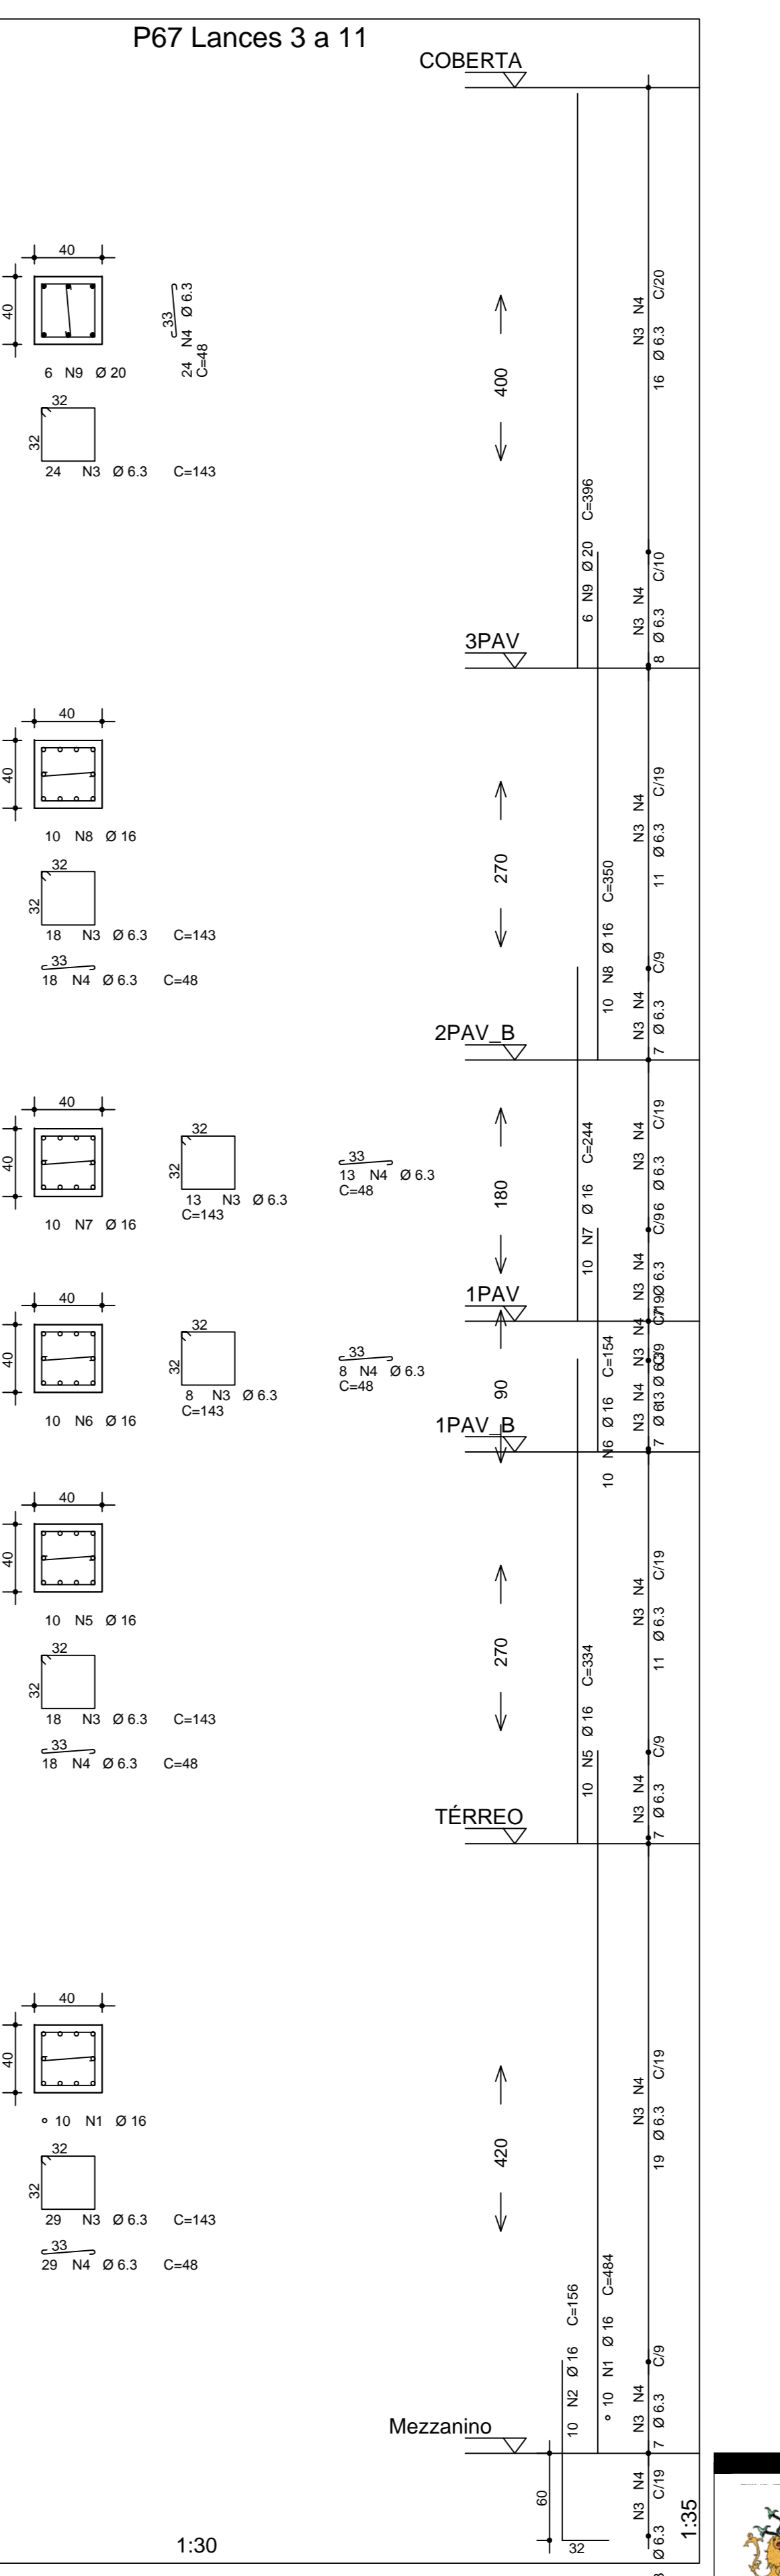 P67 Lances 3 a 11
COBERTA
40
40
6 N9 Ø 20
33
24 N4 Ø 6.3
C=48
32
32
24 N3 Ø 6.3 C=143
400
6 N9 Ø 20 C=396
N3 N4
16 Ø 6.3 C/20
N3 N4
8 Ø 6.3 C/10
3PAV
40
40
10 N8 Ø 16
32
32
18 N3 Ø 6.3 C=143
33
18 N4 Ø 6.3 C=48
270
10 N8 Ø 16 C=350
N3 N4
11 Ø 6.3 C/19
N3 N4
7 Ø 6.3 C/9
2PAV_B
40
40
10 N7 Ø 16
32
32
13 N3 Ø 6.3
C=143
33
13 N4 Ø 6.3
C=48
180
10 N7 Ø 16 C=244
N3 N4
6 Ø 6.3 C/19
N3 N4
Ø 6.3 C/9
1PAV
40
40
10 N6 Ø 16
32
32
8 N3 Ø 6.3
C=143
33
8 N4 Ø 6.3
C=48
90
10 N6 Ø 16 C=154
N3 N4
N3 N4
7
1PAV_B
40
40
10 N5 Ø 16
32
32
18 N3 Ø 6.3 C=143
33
18 N4 Ø 6.3 C=48
270
10 N5 Ø 16 C=334
N3 N4
11 Ø 6.3 C/19
N3 N4
7 Ø 6.3 C/9
TÉRREO
40
40
10 N1 Ø 16
32
32
29 N3 Ø 6.3 C=143
33
29 N4 Ø 6.3 C=48
420
10 N2 Ø 16 C=156
10 N1 Ø 16 C=484
N3 N4
19 Ø 6.3 C/19
N3 N4
7 Ø 6.3 C/9
Mezzanino
60
32
N3 N4
Ø 6.3 C/19
1:30
1:35